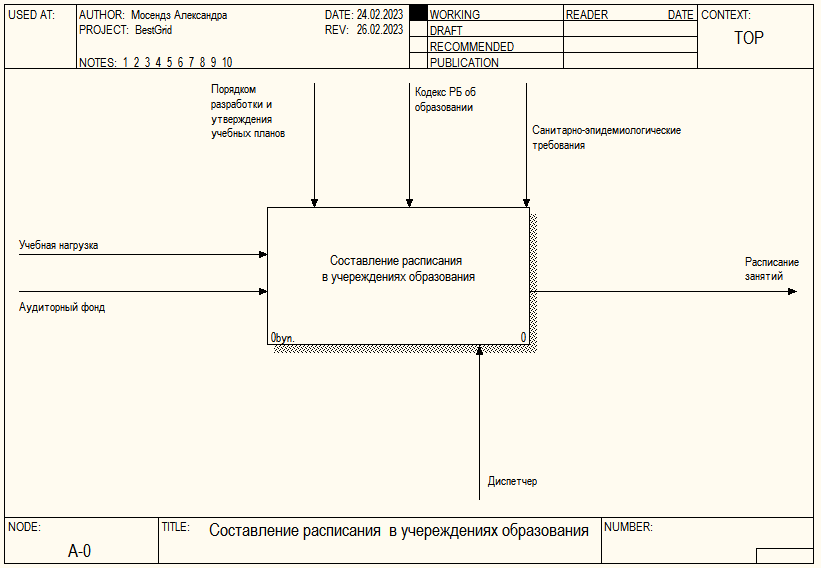 USED AT:
AUTHOR: Мосендз Александра
DATE: 24.02.2023
PROJECT: BestGrid
REV: 26.02.2023
NOTES: 1 2 3 4 5 6 7 8 9 10
WORKING
DRAFT
RECOMMENDED
PUBLICATION
READER DATE
CONTEXT:
TOP
Порядком
разработки и
утверждения
учебных планов
Кодекс РБ об
образовании
Санитарно-эпидемиологические
требования
Учебная нагрузка
Аудиторный фонд
Составление расписания
в учереждениях образования
0byn.
0
Расписание
занятий
Диспетчер
NODE:
A-0
TITLE:
Составление расписания в учереждениях образования
NUMBER: